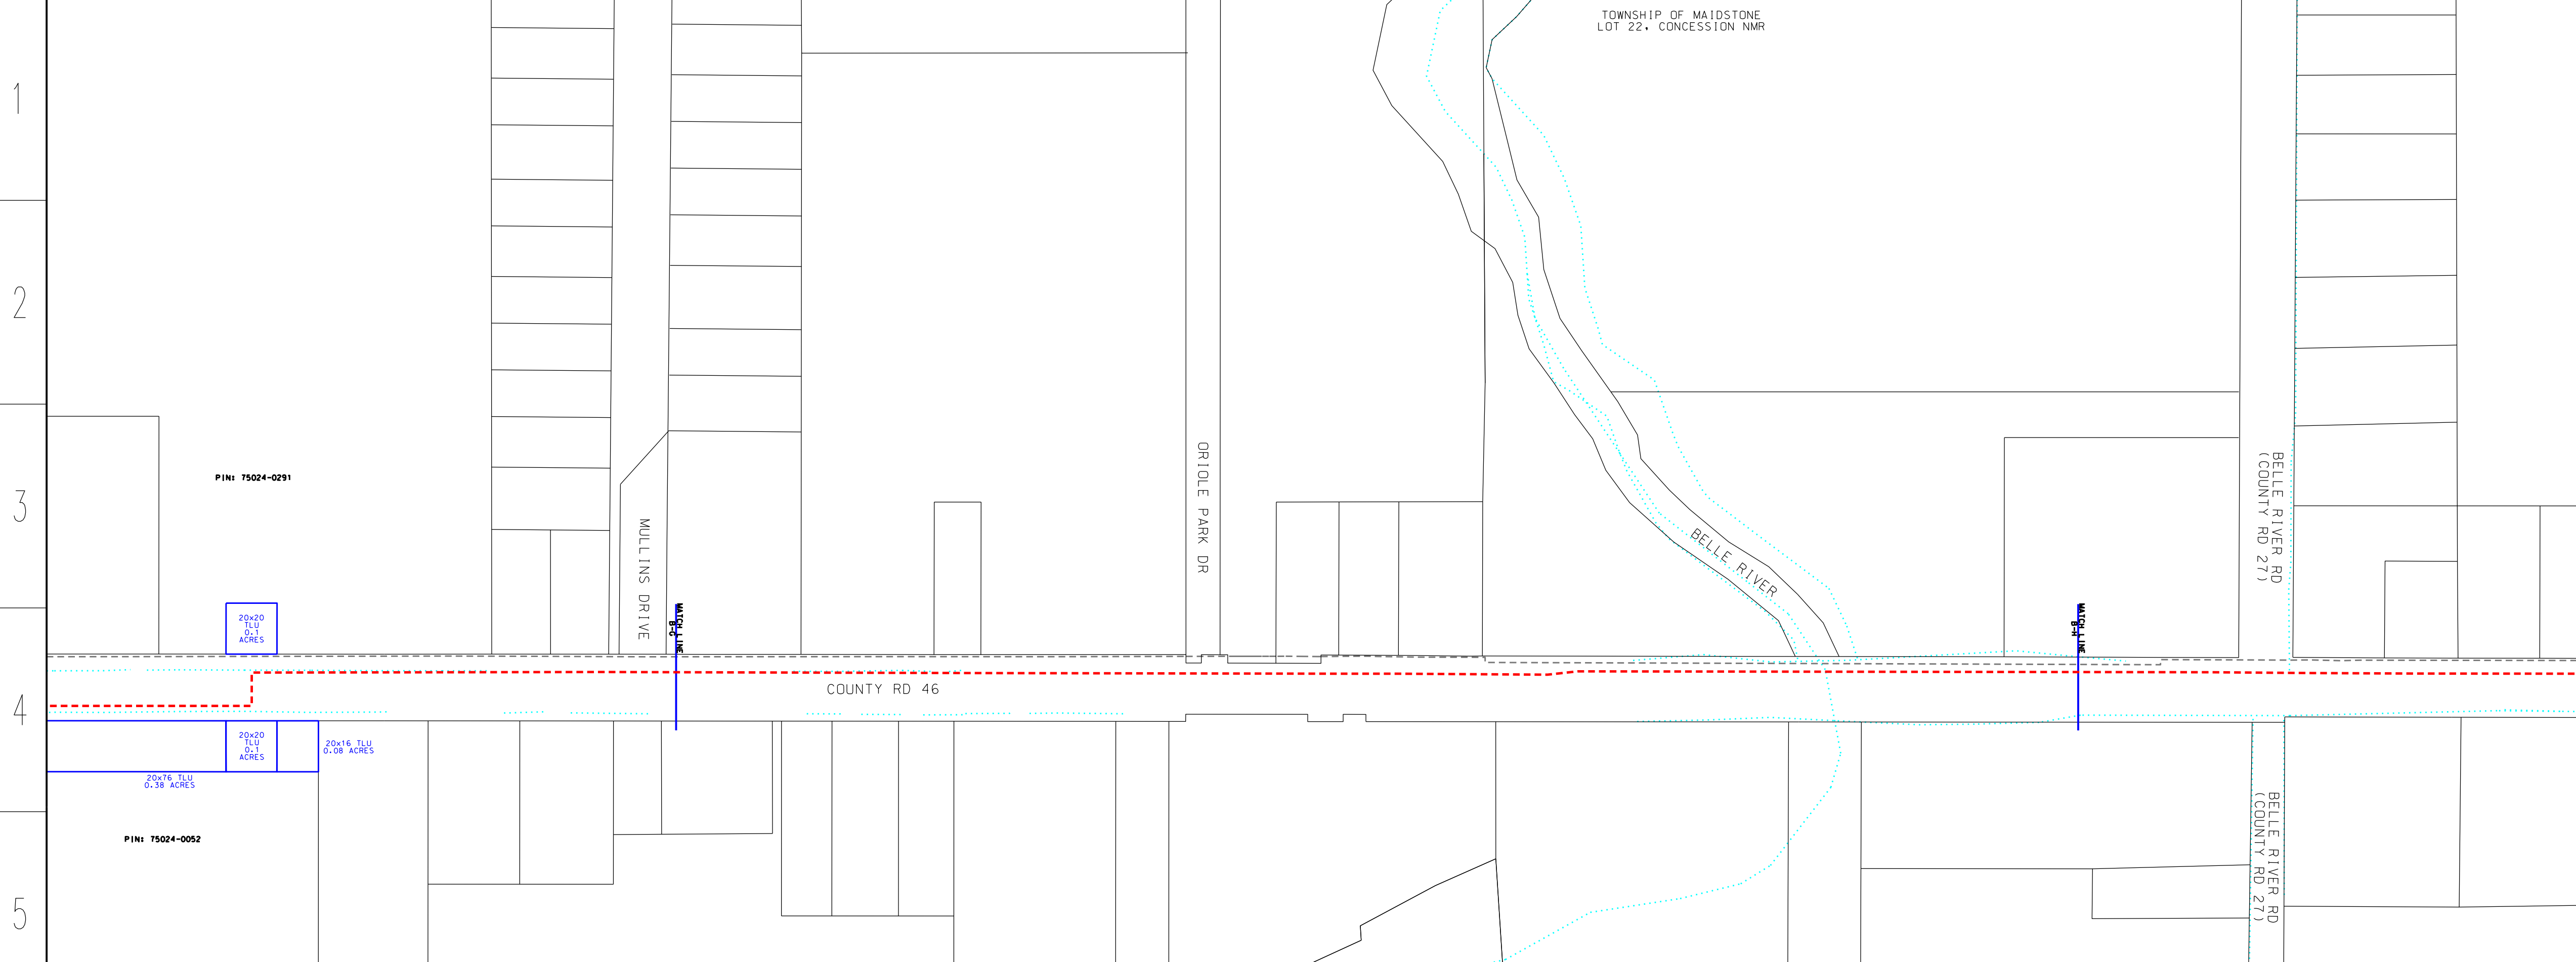 TOWNSHIP OF MAIDSTONE
LOT 22, CONCESSION NMR
1
2
3
4
5
PIN: 75024-0291
MULLINS DRIVE
ORIOLE PARK DR
BELLE RIVER
BELLE RIVER RD
(COUNTY RD 27)
20x20
TLU
0.1
ACRES
MATCH LINE
B-G
MATCH LINE
B-H
COUNTY RD 46
20x20
TLU
0.1
ACRES
20x16 TLU
0.08 ACRES
20x76 TLU
0.38 ACRES
PIN: 75024-0052
BELLE RIVER RD
(COUNTY RD 27)